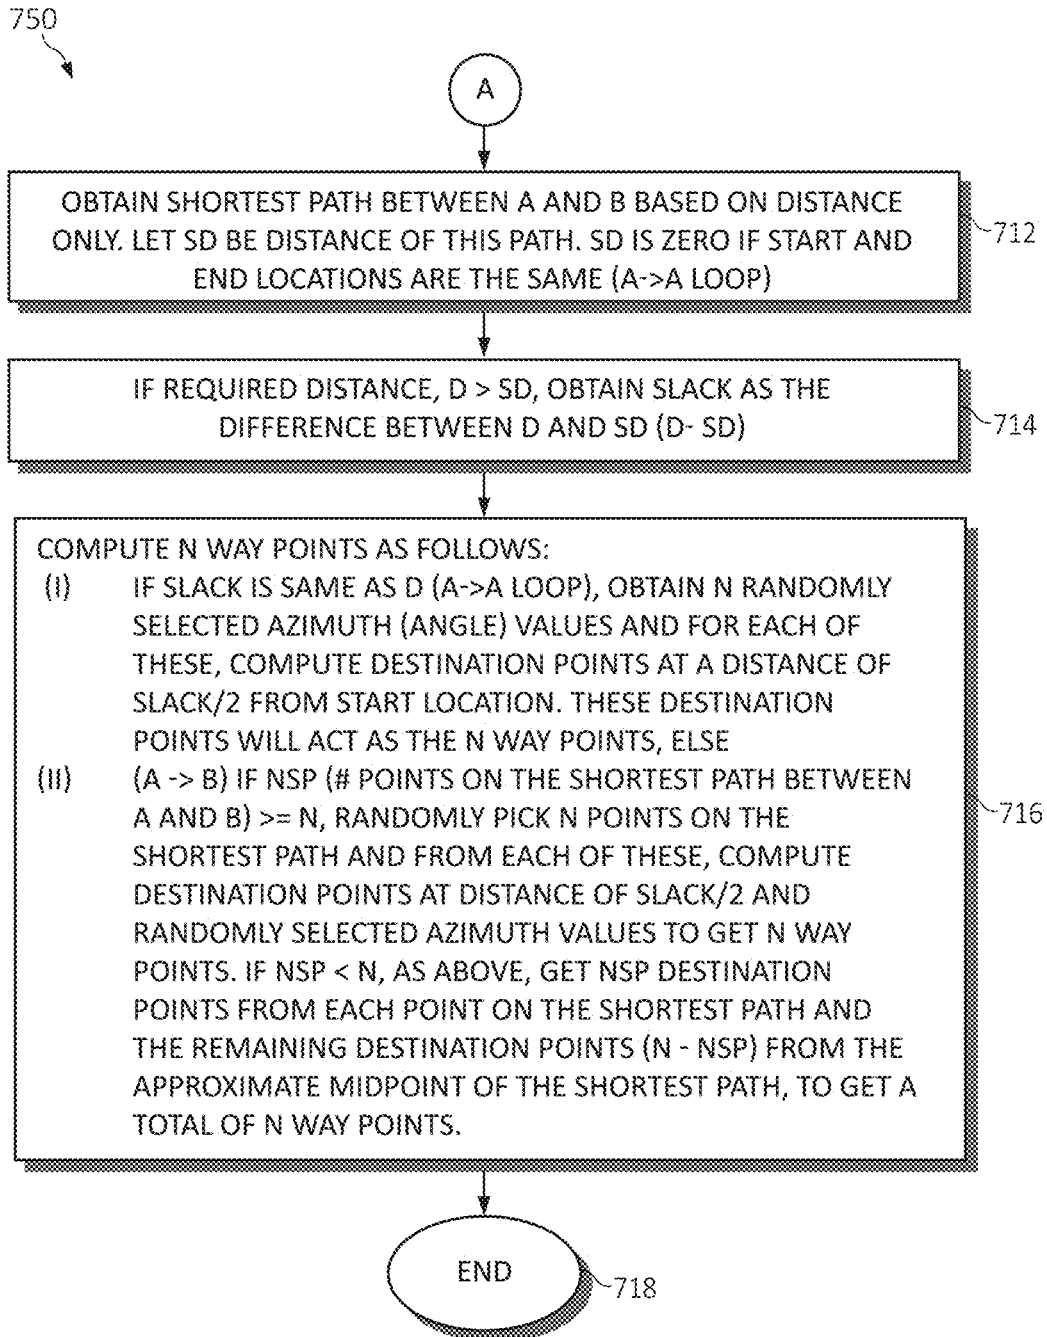 750
A
OBTAIN SHORTEST PATH BETWEEN A AND B BASED ON DISTANCE
ONLY. LET SD BE DISTANCE OF THIS PATH. SD IS ZERO IF START AND
END LOCATIONS ARE THE SAME (A->A LOOP)
712
IF REQUIRED DISTANCE, D > SD, OBTAIN SLACK AS THE
DIFFERENCE BETWEEN D AND SD (D- SD)
714
COMPUTE N WAY POINTS AS FOLLOWS:
(I) IF SLACK IS SAME AS D (A->A LOOP), OBTAIN N RANDOMLY
SELECTED AZIMUTH (ANGLE) VALUES AND FOR EACH OF
THESE, COMPUTE DESTINATION POINTS AT A DISTANCE OF
SLACK/2 FROM START LOCATION. THESE DESTINATION
POINTS WILL ACT AS THE N WAY POINTS, ELSE
(II) (A -> B) IF NSP (# POINTS ON THE SHORTEST PATH BETWEEN
A AND B) >= N, RANDOMLY PICK N POINTS ON THE
SHORTEST PATH AND FROM EACH OF THESE, COMPUTE
DESTINATION POINTS AT DISTANCE OF SLACK/2 AND
RANDOMLY SELECTED AZIMUTH VALUES TO GET N WAY
POINTS. IF NSP < N, AS ABOVE, GET NSP DESTINATION
POINTS FROM EACH POINT ON THE SHORTEST PATH AND
THE REMAINING DESTINATION POINTS (N - NSP) FROM THE
APPROXIMATE MIDPOINT OF THE SHORTEST PATH, TO GET A
TOTAL OF N WAY POINTS.
716
END
718